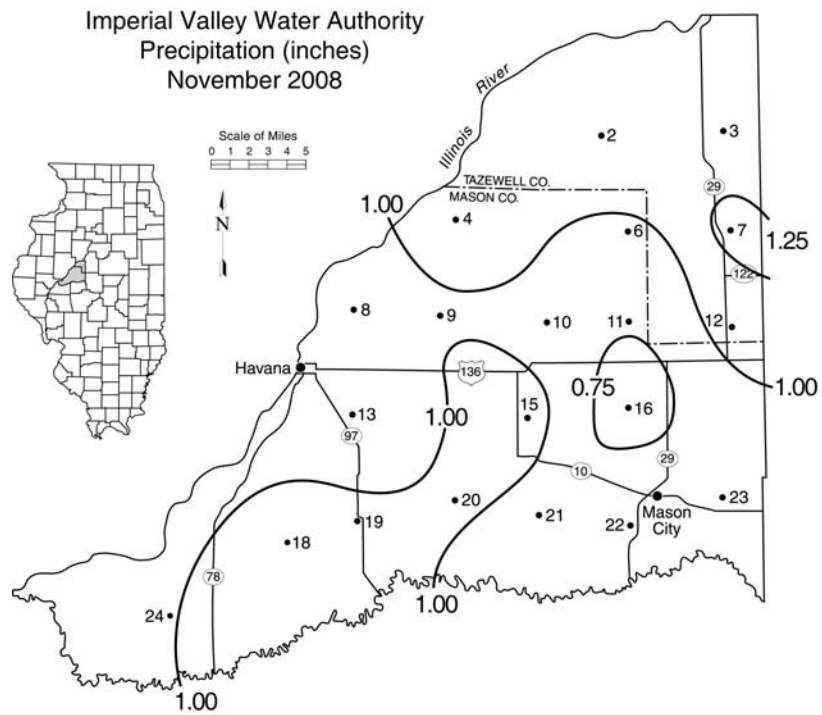 Imperial Valley Water Authority
Precipitation (inches)
November 2008
Scale of Miles
0 1 2 3 4 5
N
Illinois River
2
3
TAZEWELL CO.
MASON CO.
29
1.00
4
6
7
1.25
122
8
9
10
11
12
Havana
136
0.75
1.00
1.00
13
15
16
97
10
29
20
23
Mason
City
19
21
22
18
78
1.00
24
1.00